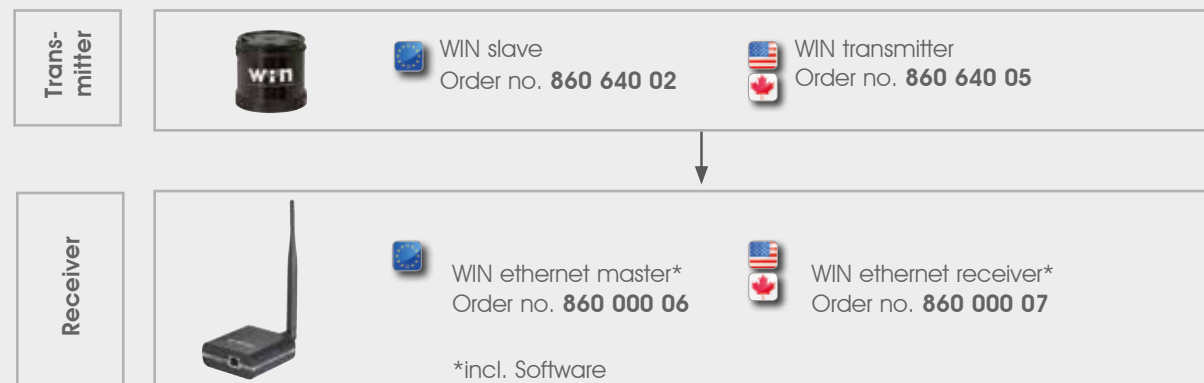 Trans-
mitter
win
WIN slave
Order no. 860 640 02
WIN transmitter
Order no. 860 640 05
Receiver
WIN ethernet master*
Order no. 860 000 06
WIN ethernet receiver*
Order no. 860 000 07
*incl. Software